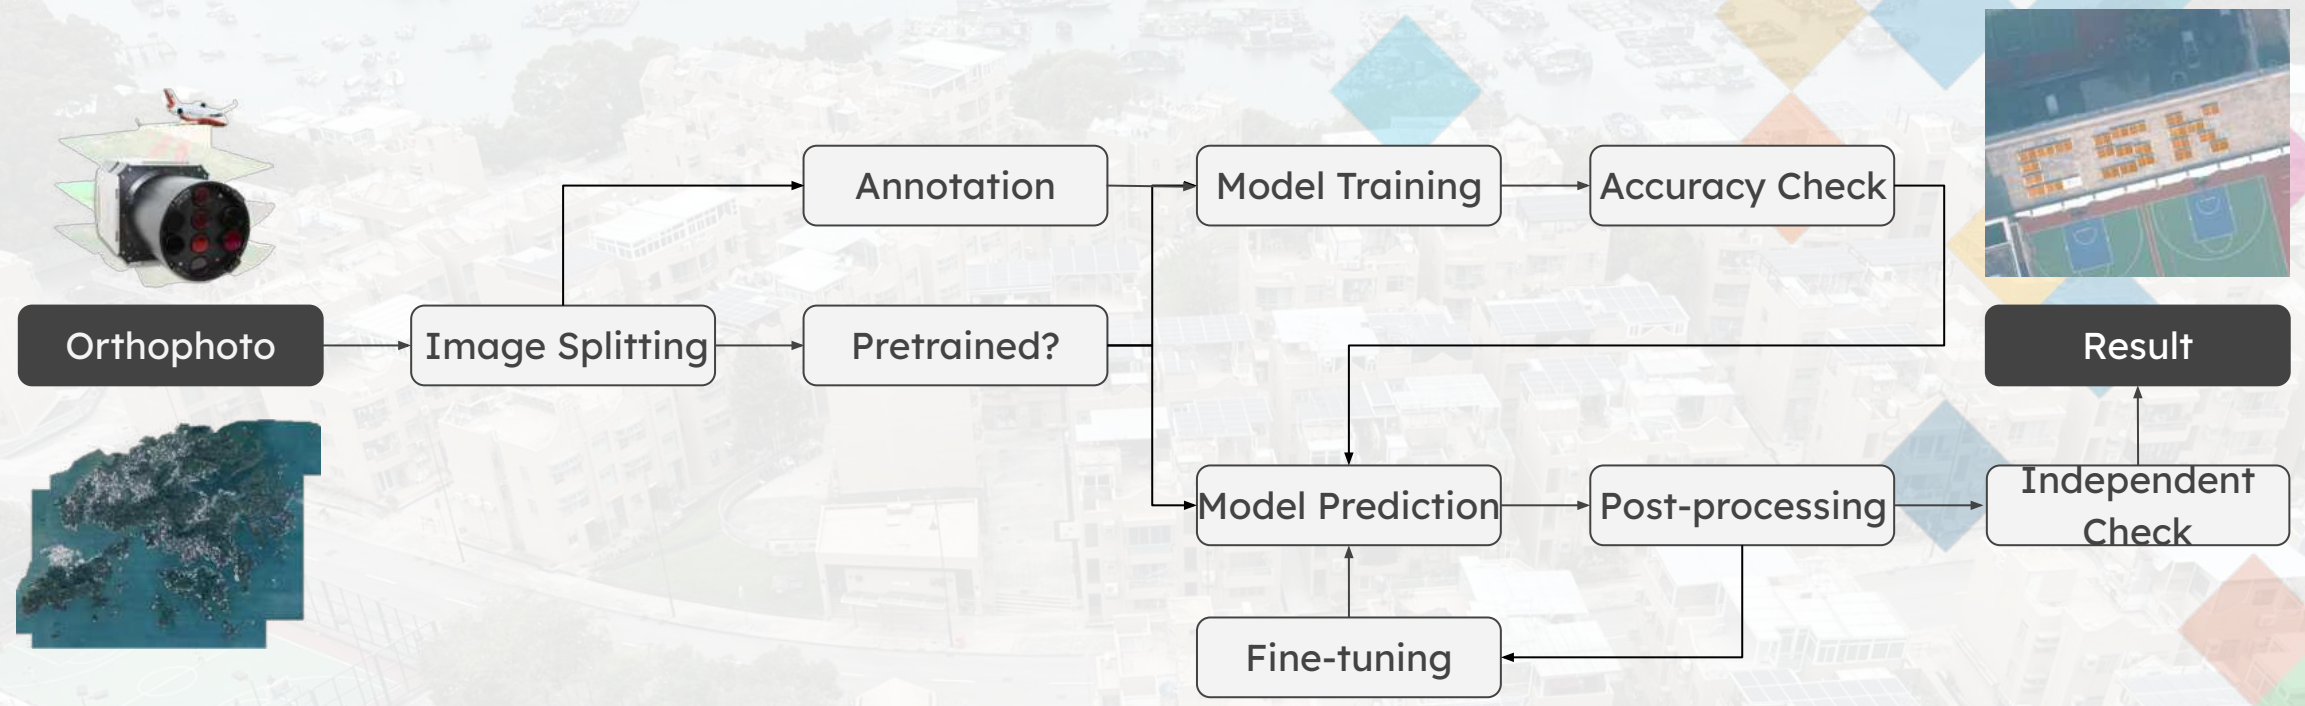 Annotation
Model Training
Accuracy Check
Orthophoto
Image Splitting
Pretrained?
Result
Model Prediction
Post-processing
Independent
Check
Fine-tuning